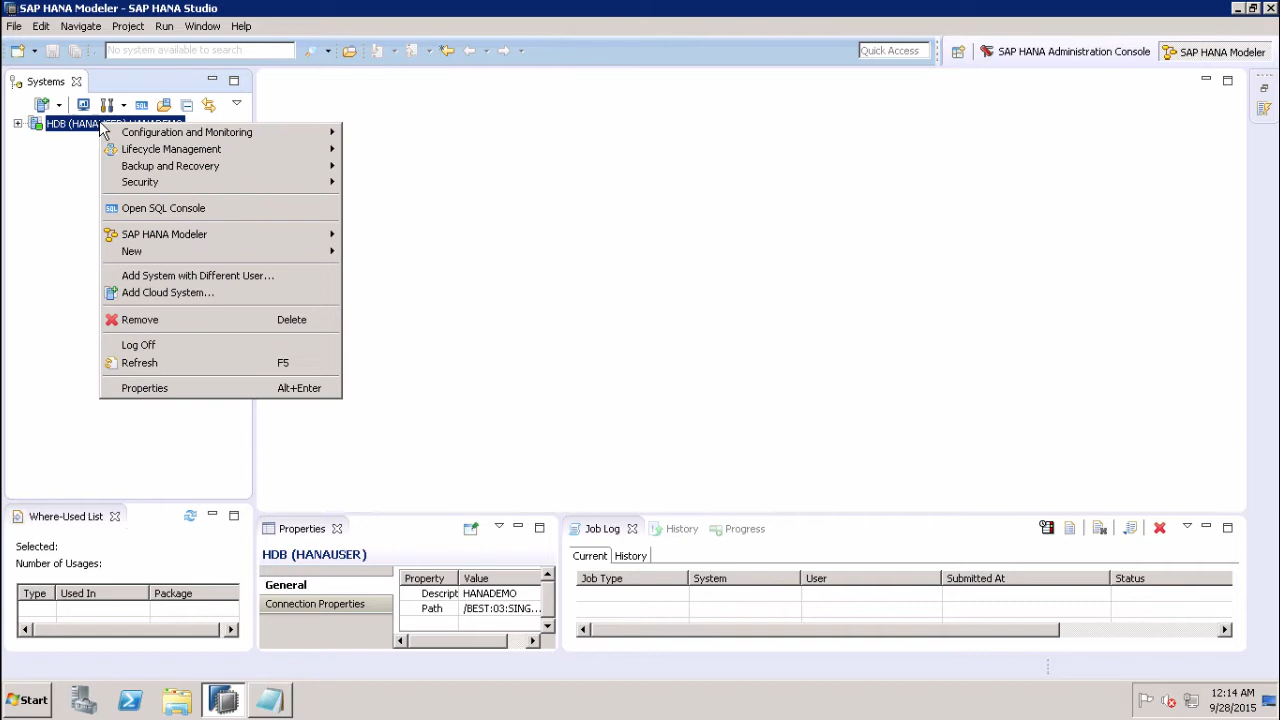 SAP HANA Modeler - SAP HANA Studio
File Edit Navigate Project Run Window Help
No system available to search
Quick Access
SAP HANA Administration Console
SAP HANA Modeler
Systems
SQL
HDB (HANAUSER) HANADEMO
Configuration and Monitoring
Lifecycle Management
Backup and Recovery
Security
SQL Open SQL Console
SAP HANA Modeler
New
Add System with Different User...
Add Cloud System...
Remove Delete
Log Off
Refresh F5
Properties Alt+Enter
Where-Used List
Selected:
Number of Usages:
Type Used In Package
Properties
HDB (HANAUSER)
General
Connection Properties
Property Value
Descript HANADEMO
Path /BEST:03:SING...
Job Log History Progress
Current History
Job Type System User Submitted At Status
Start
12:14 AM
9/28/2015